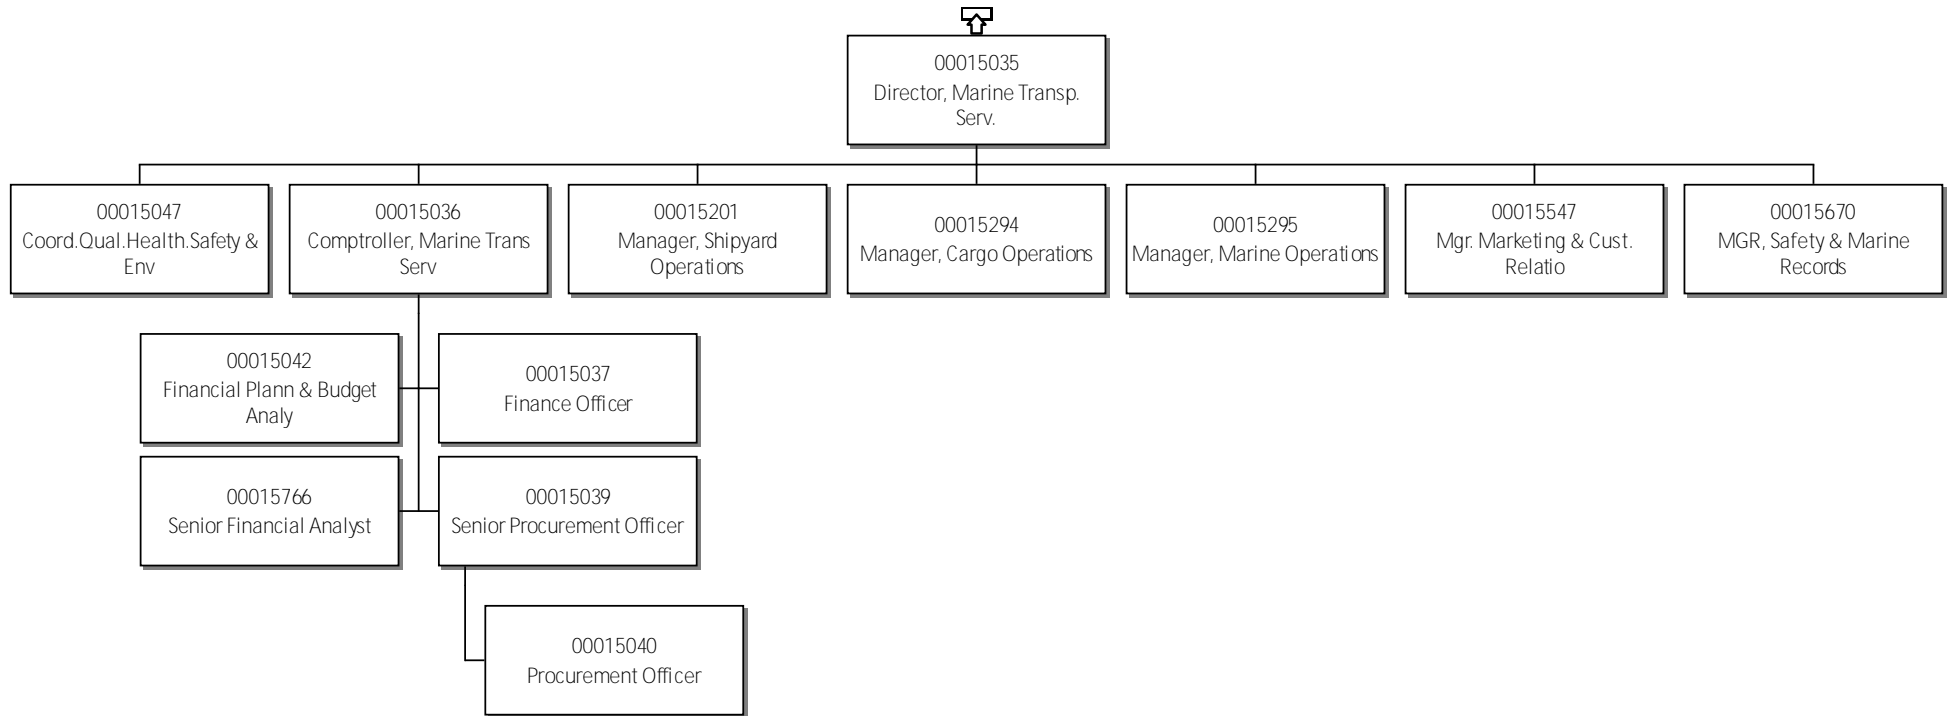 00015035
Director, Marine Transp.
Serv.
00015047
Coord.Qual.Health.Safety &
Env
00015036
Comptroller, Marine Trans
Serv
00015201
Manager, Shipyard
Operations
00015294
Manager, Cargo Operations
00015295
Manager, Marine Operations
00015547
Mgr. Marketing & Cust.
Relatio
00015670
MGR, Safety & Marine
Records
00015042
Financial Plann & Budget
Analy
00015037
Finance Officer
00015766
Senior Financial Analyst
00015039
Senior Procurement Officer
00015040
Procurement Officer